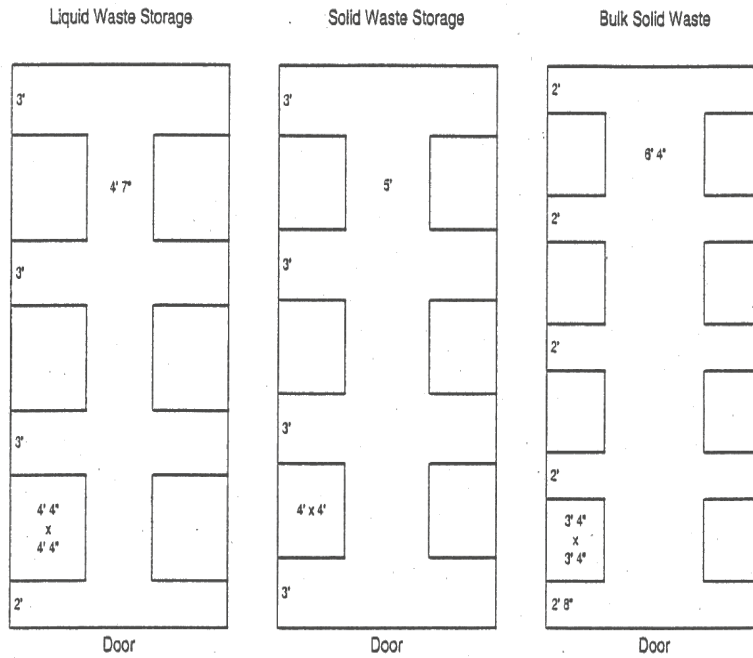 Liquid Waste Storage
3'
4' 7"
3'
3'
4' 4"
x
4' 4"
2'
Door
Solid Waste Storage
3'
5'
3'
3'
4' x 4'
3'
Door
Bulk Solid Waste
2'
6' 4"
2'
2'
2'
3' 4"
x
3' 4"
2' 8"
Door